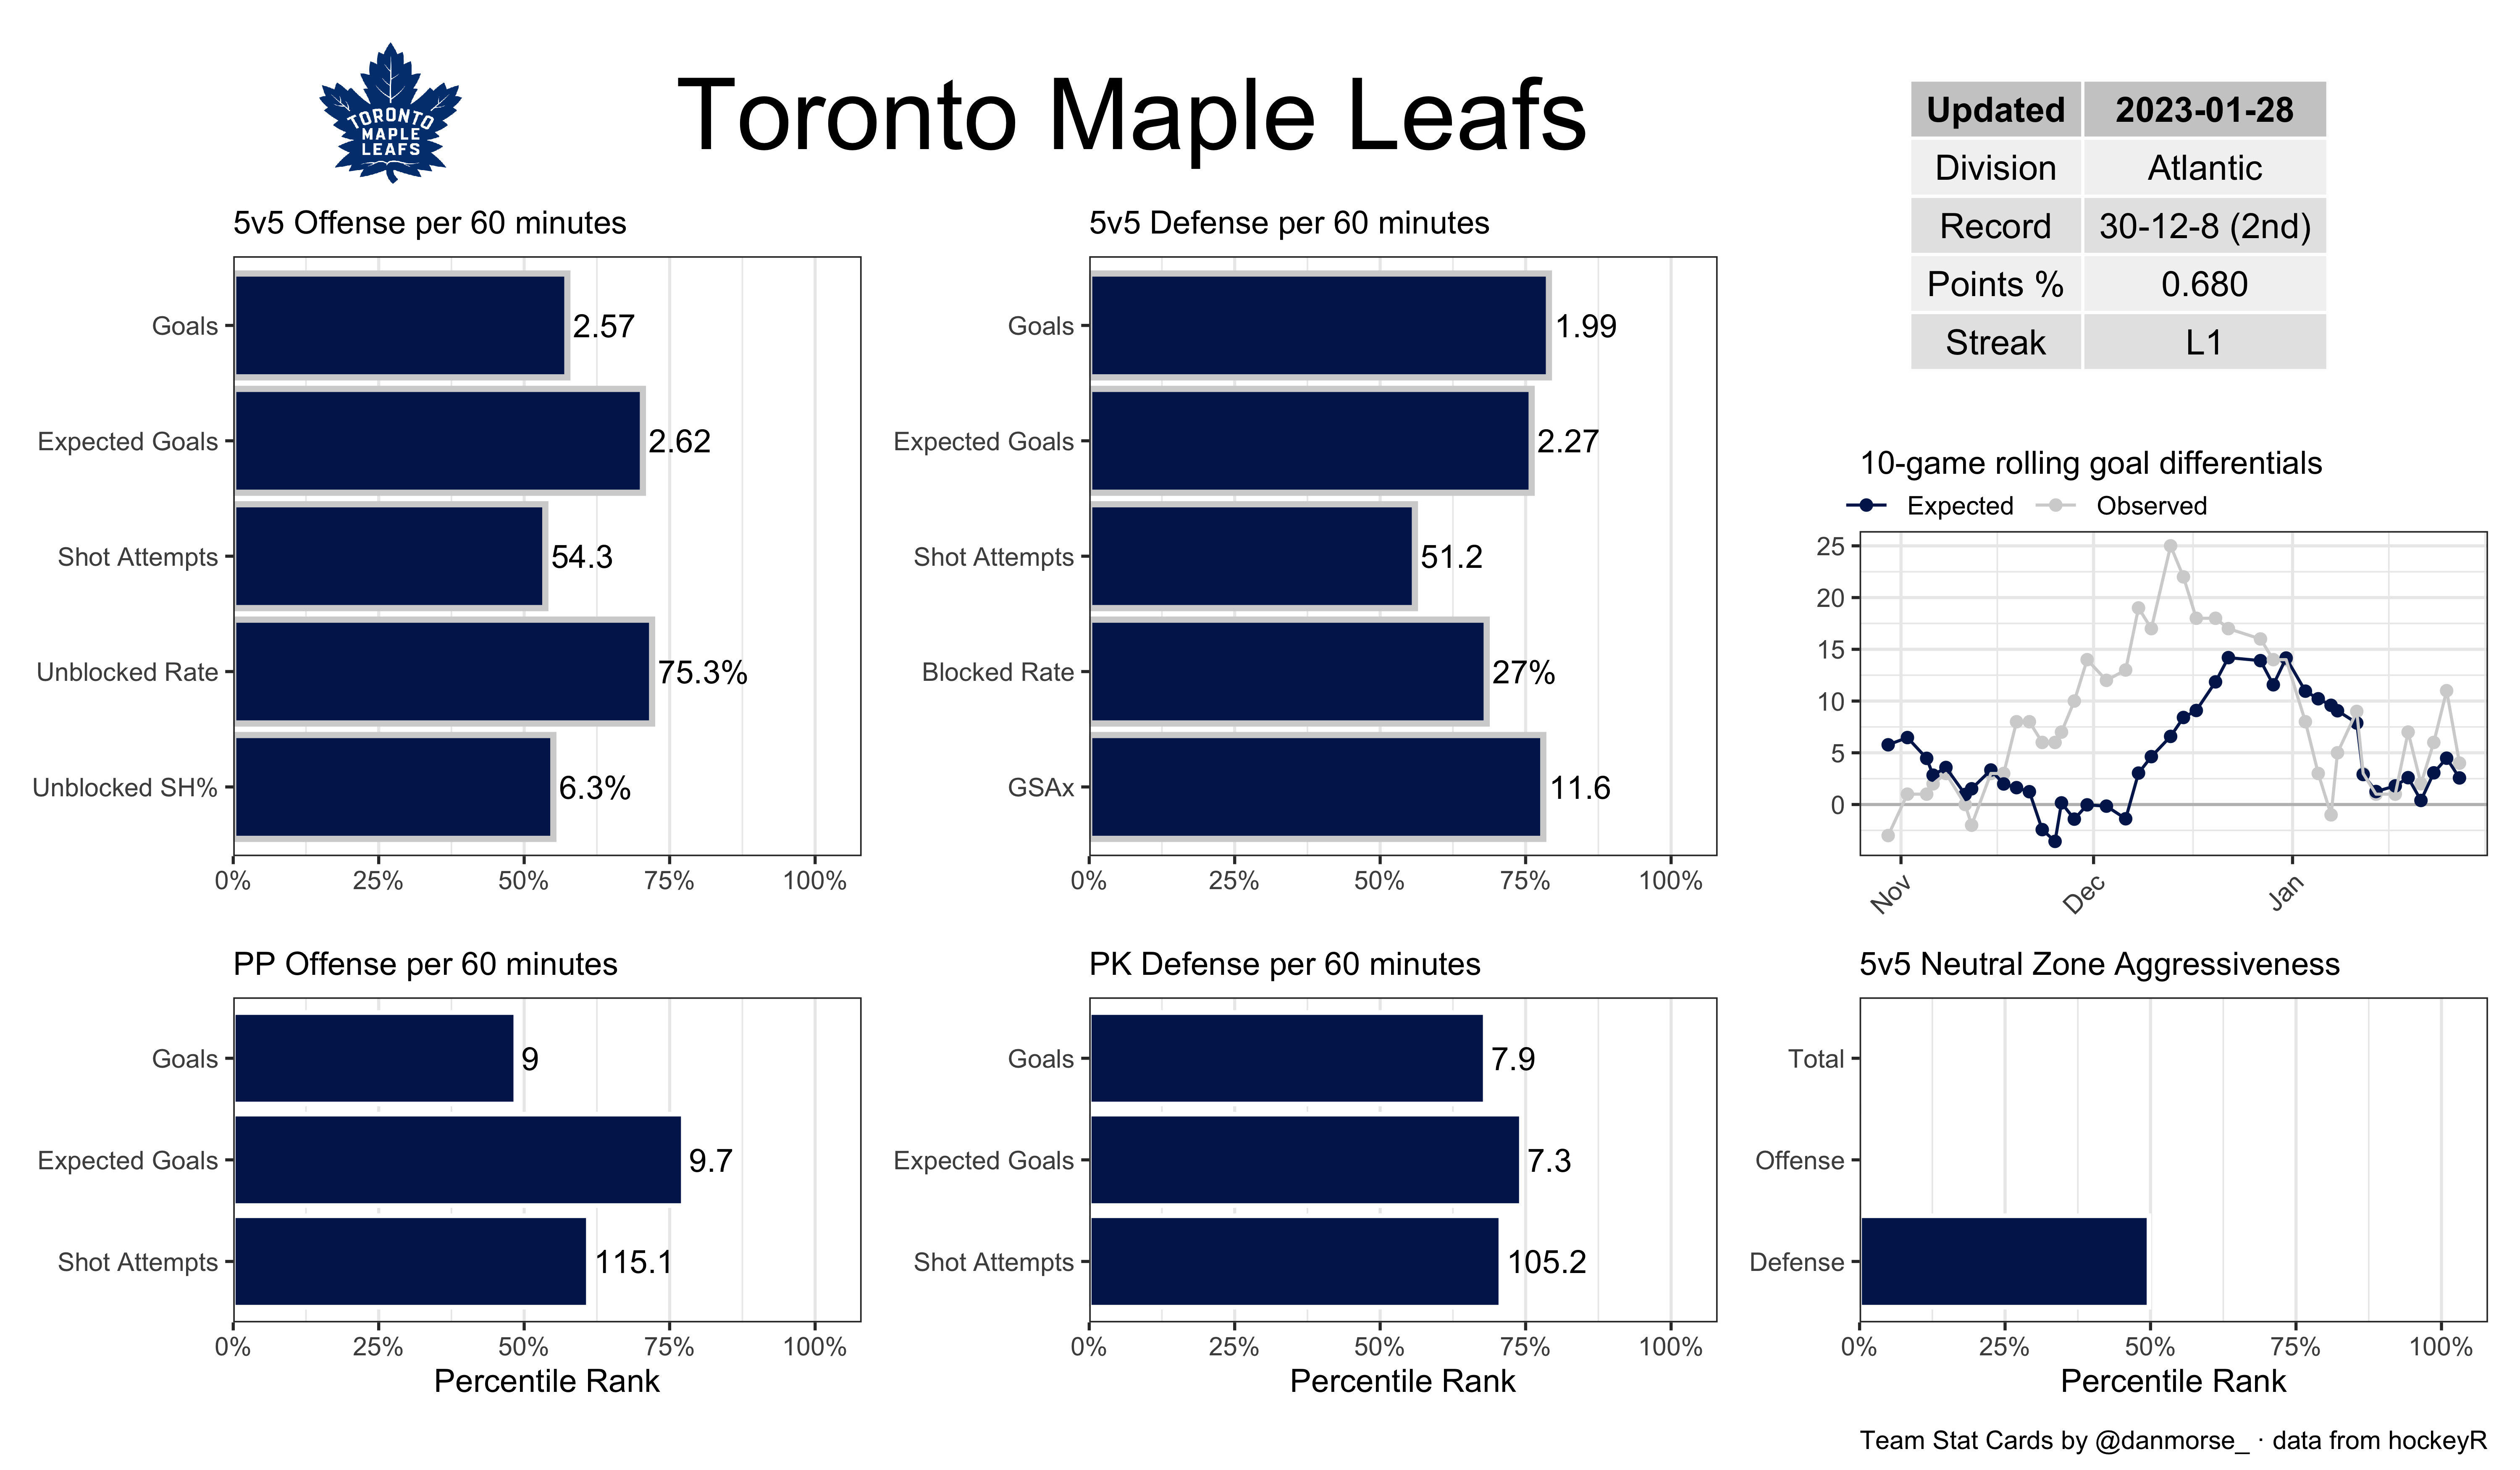 TORONTO
MAPLE
LEAFS
Toronto Maple Leafs
Updated 2023-01-28
Division Atlantic
Record 30-12-8 (2nd)
Points % 0.680
Streak L1
5v5 Offense per 60 minutes
Goals 2.57
Expected Goals 2.62
Shot Attempts 54.3
Unblocked Rate 75.3%
Unblocked SH% 6.3%
0% 25% 50% 75% 100%
5v5 Defense per 60 minutes
Goals 1.99
Expected Goals 2.27
Shot Attempts 51.2
Blocked Rate 27%
GSAx 11.6
0% 25% 50% 75% 100%
10-game rolling goal differentials
Expected Observed
25
20
15
10
5
0
Nov Dec Jan
PP Offense per 60 minutes
Goals 9
Expected Goals 9.7
Shot Attempts 115.1
0% 25% 50% 75% 100%
Percentile Rank
PK Defense per 60 minutes
Goals 7.9
Expected Goals 7.3
Shot Attempts 105.2
0% 25% 50% 75% 100%
Percentile Rank
5v5 Neutral Zone Aggressiveness
Total
Offense
Defense
0% 25% 50% 75% 100%
Percentile Rank
Team Stat Cards by @danmorse_ · data from hockeyR